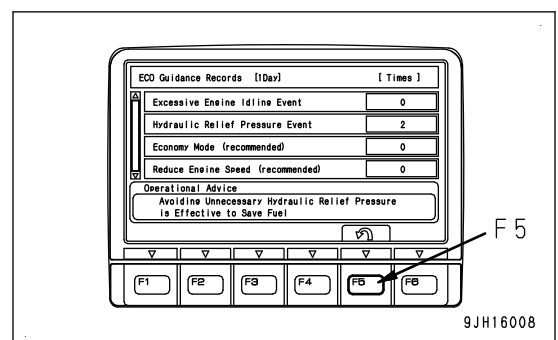 ECO Guidance Records [1Day] [ Times ]
Excessive Engine Idling Event 0
Hydraulic Relief Pressure Event 2
Economy Mode (recommended) 0
Reduce Engine Speed (recommended) 0
Operational Advice
Avoiding Unnecessary Hydraulic Relief Pressure
is Effective to Save Fuel
F5
F1 F2 F3 F4 F5 F6
9JH16008